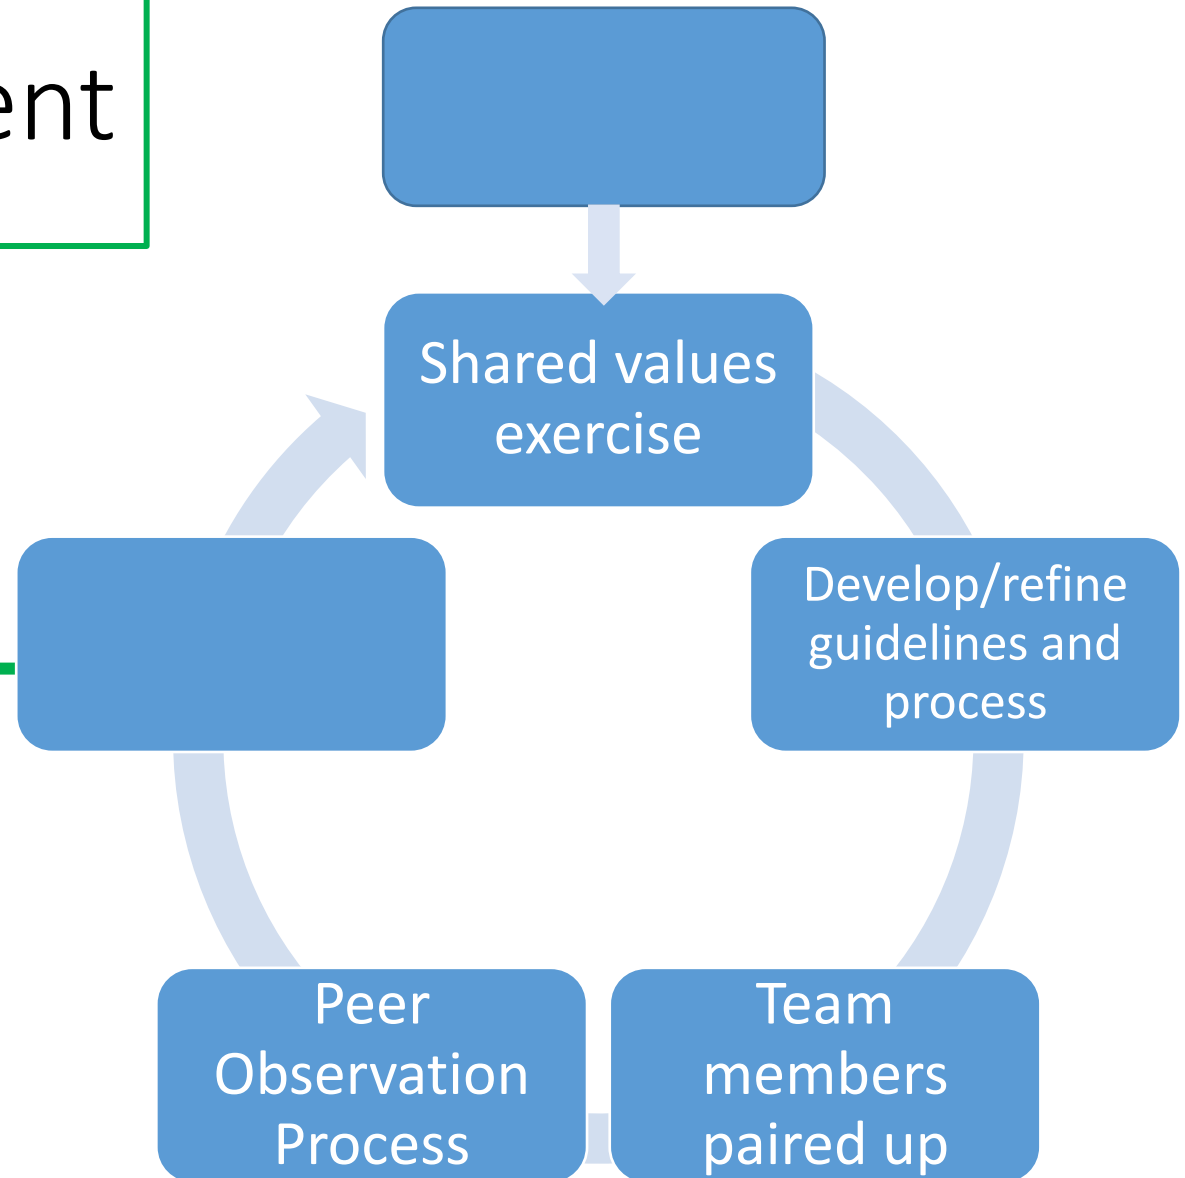 ent
Shared values
exercise
Develop/refine
guidelines and
process
Peer
Observation
Process
Team
members
paired up